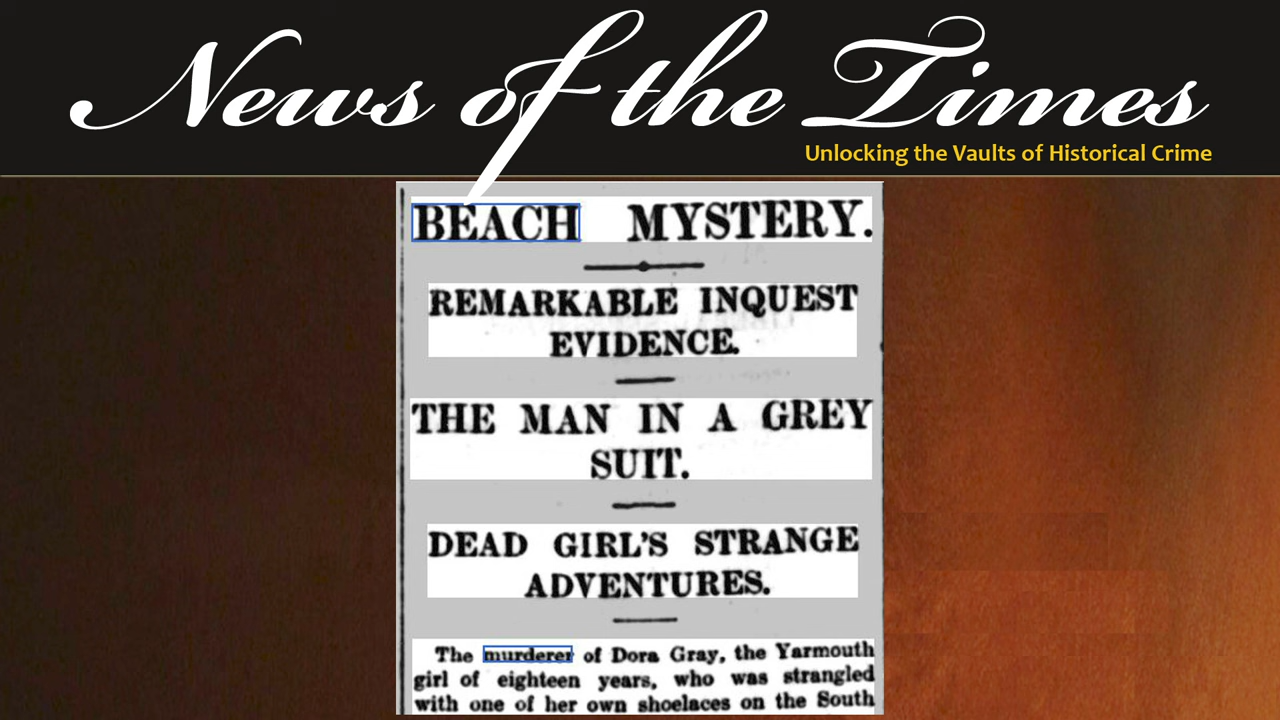 News of the Times
Unlocking the Vaults of Historical Crime
BEACH MYSTERY.
REMARKABLE INQUEST
EVIDENCE.
THE MAN IN A GREY
SUIT.
DEAD GIRL'S STRANGE
ADVENTURES.
The murderer of Dora Gray, the Yarmouth
girl of eighteen years, who was strangled
with one of her own shoelaces on the South